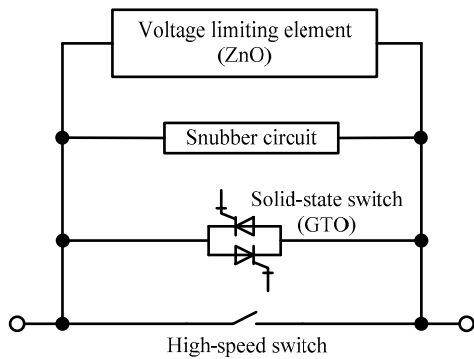 Voltage limiting element
(ZnO)
Snubber circuit
Solid-state switch
(GTO)
High-speed switch